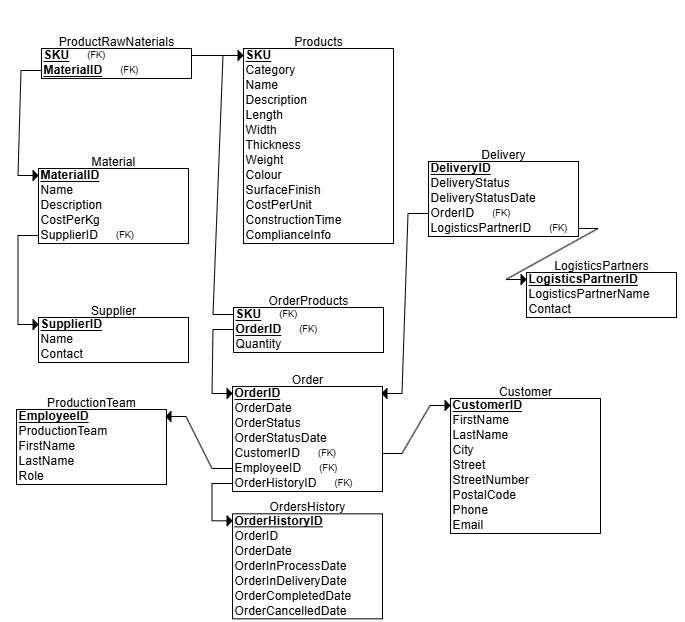 ProductRawNaterials
SKU (FK)
MaterialID (FK)
Products
SKU
Category
Name
Description
Length
Width
Thickness
Weight
Colour
SurfaceFinish
CostPerUnit
ConstructionTime
ComplianceInfo
Material
MaterialID
Name
Description
CostPerKg
SupplierID (FK)
Delivery
DeliveryID
DeliveryStatus
DeliveryStatusDate
OrderID (FK)
LogisticsPartnerID (FK)
LogisticsPartners
LogisticsPartnerID
LogisticsPartnerName
Contact
Supplier
SupplierID
Name
Contact
OrderProducts
SKU (FK)
OrderID (FK)
Quantity
Order
OrderID
OrderDate
OrderStatus
OrderStatusDate
CustomerID (FK)
EmployeeID (FK)
OrderHistoryID (FK)
ProductionTeam
EmployeeID
ProductionTeam
FirstName
LastName
Role
Customer
CustomerID
FirstName
LastName
City
Street
StreetNumber
PostalCode
Phone
Email
OrdersHistory
OrderHistoryID
OrderID
OrderDate
OrderInProcessDate
OrderInDeliveryDate
OrderCompletedDate
OrderCancelledDate